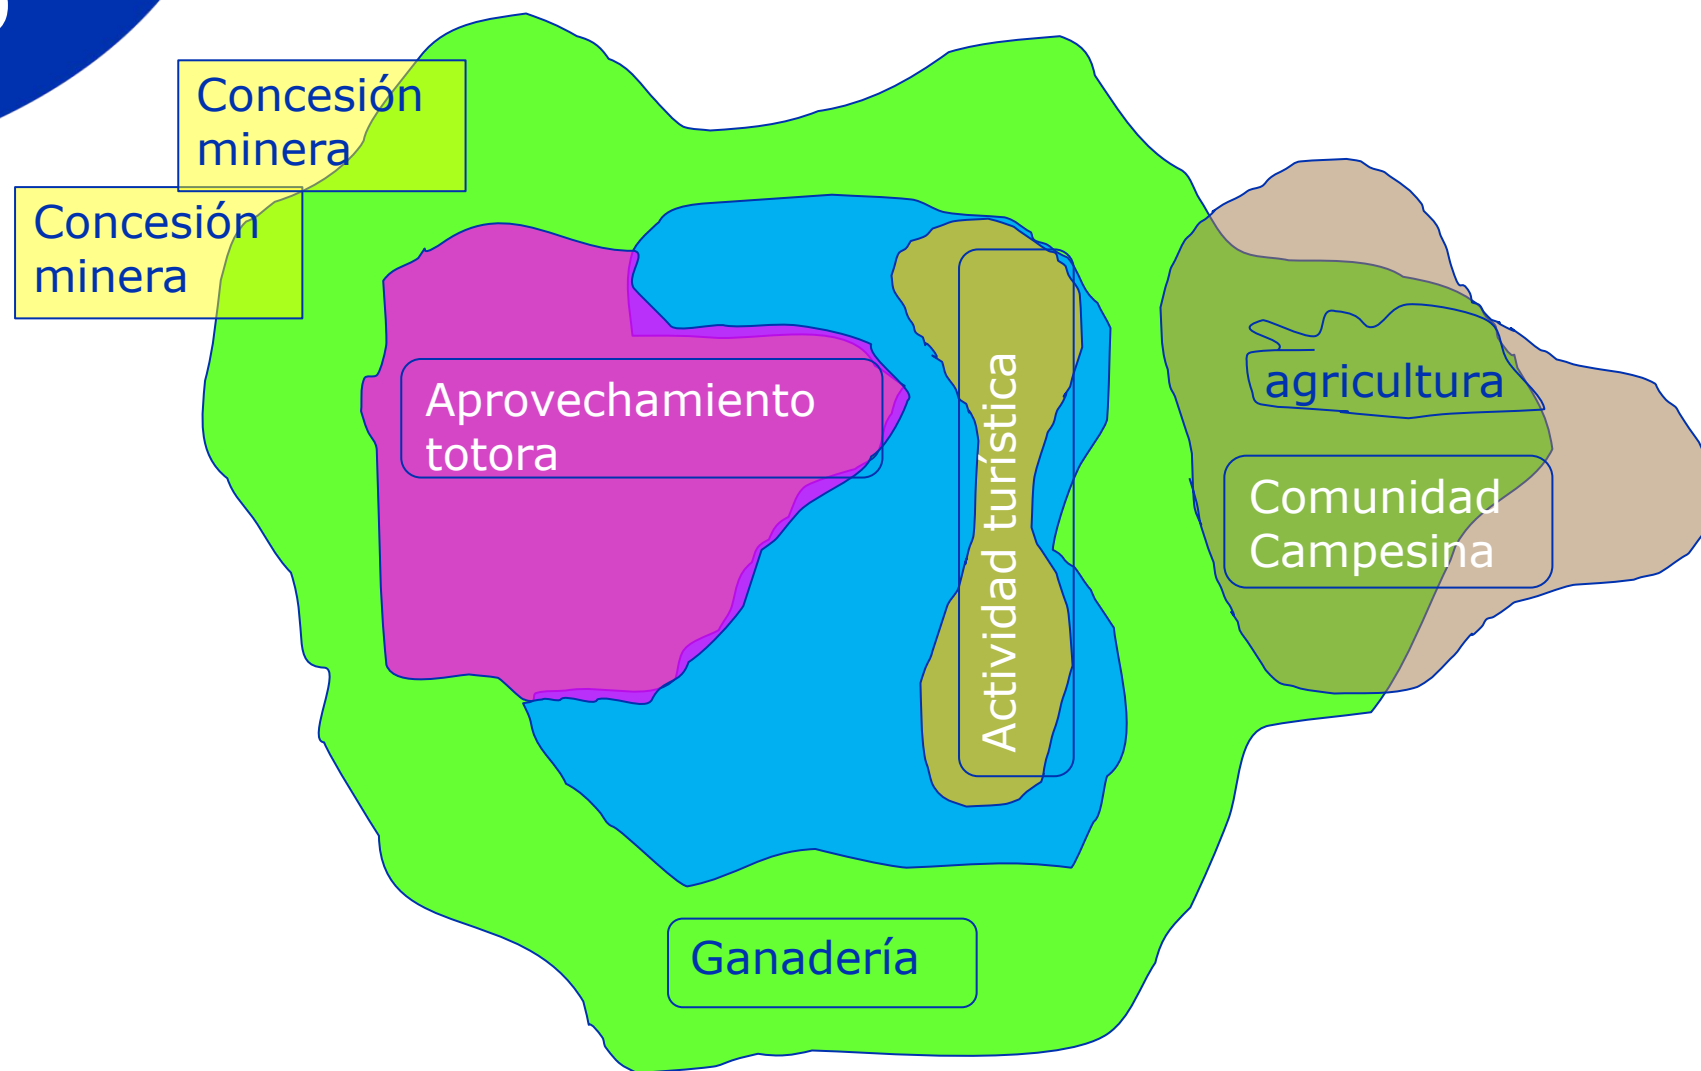 Concesión
minera
Concesión
minera
Aprovechamiento
totora
Actividad turística
agricultura
Comunidad
Campesina
Ganadería